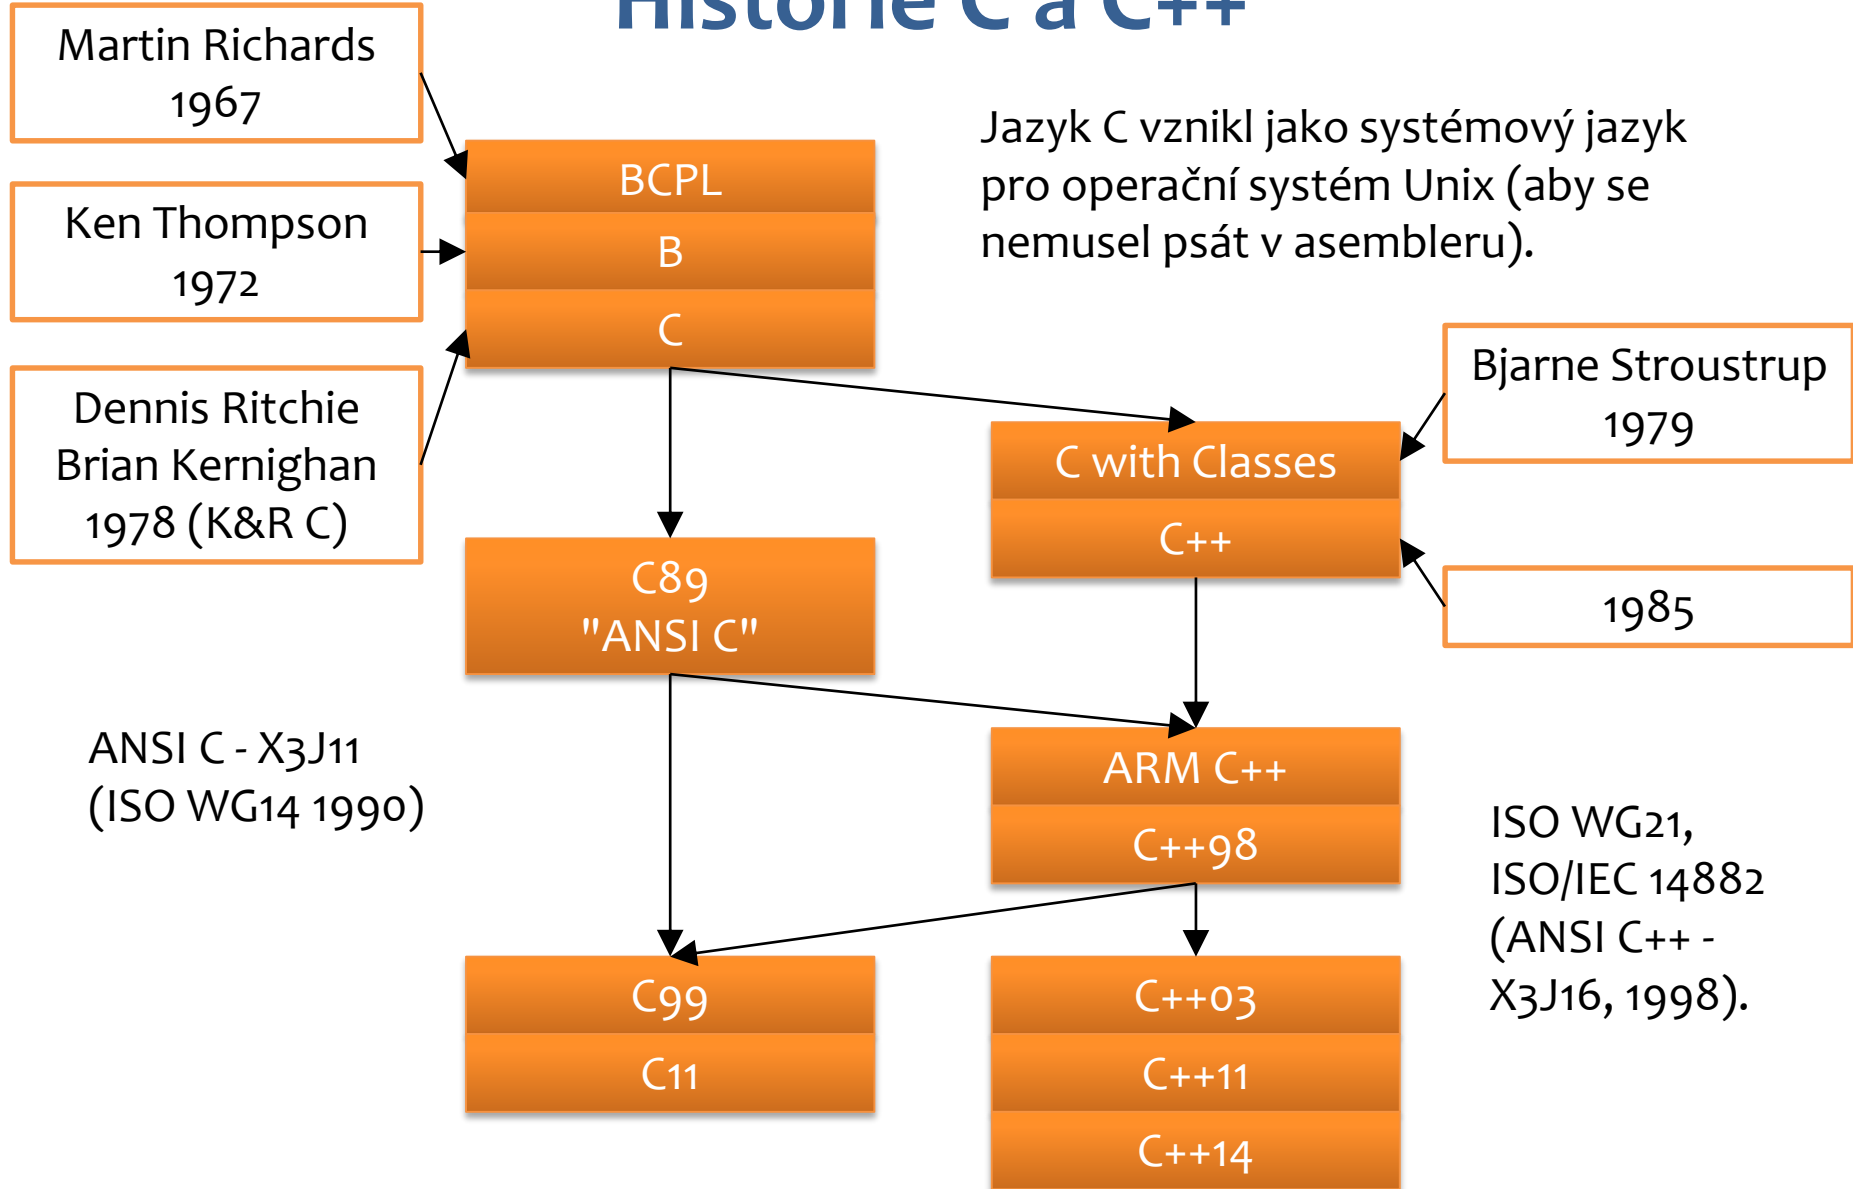 Historie C a C++
Martin Richards
1967
Jazyk C vznikl jako systémový jazyk
pro operační systém Unix (aby se
nemusel psát v asembleru).
BCPL
Ken Thompson
1972
B
C
Dennis Ritchie
Brian Kernighan
1978 (K&R C)
Bjarne Stroustrup
1979
C with Classes
C++
1985
C89
"ANSI C"
ANSI C - X3J11
(ISO WG14 1990)
ARM C++
C++98
ISO WG21,
ISO/IEC 14882
(ANSI C++ -
X3J16, 1998).
C99
C11
C++03
C++11
C++14